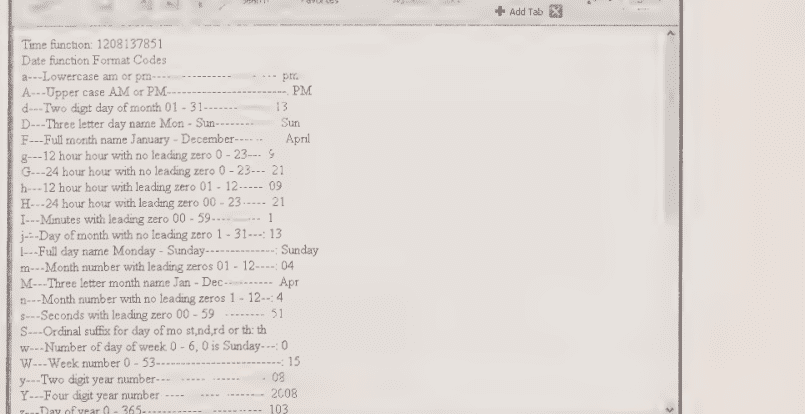 Add Tab
Time function: 1208137851
Date function Format Codes
a---Lowercase am or pm---- ----------- - --- pm
A---Upper case AM or PM-------------------------. PM
d---Two digit day of month 01 - 31------- 13
D---Three letter day name Mon - Sun-------- Sun
F---Full month name January - December---- -- April
g---12 hour hour with no leading zero 0 - 23--- 9
G---24 hour hour with no leading zero 0 - 23--- 21
h---12 hour hour with leading zero 01 - 12----- 09
H---24 hour hour with leading zero 00 - 23----- 21
I---Minutes with leading zero 00 - 59---- ------ 1
j---Day of month with no leading zero 1 - 31---: 13
l---Full day name Monday - Sunday--------------: Sunday
m---Month number with leading zeros 01 - 12----: 04
M---Three letter month name Jan - Dec----------- Apr
n---Month number with no leading zeros 1 - 12--: 4
s---Seconds with leading zero 00 - 59 -------- 51
S---Ordinal suffix for day of mo st,nd,rd or th: th
w---Number of day of week 0 - 6, 0 is Sunday---: 0
W---Week number 0 - 53--------------------------: 15
y---Two digit year number--- ---- ---- ------ - 08
Y---Four digit year number ---- ---- -------- 2008
z---Day of year 0 - 365------------- ----------- 103